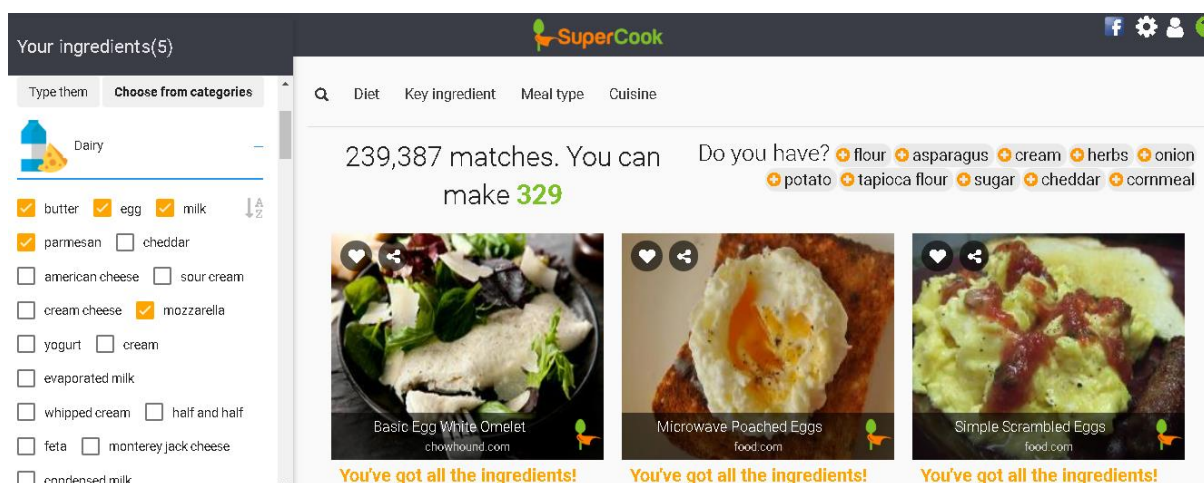 Your ingredients(5)
SuperCook
Type them Choose from categories
Dairy
butter egg milk
parmesan cheddar
american cheese sour cream
cream cheese mozzarella
yogurt cream
evaporated milk
whipped cream half and half
feta monterey jack cheese
condensed milk
Diet Key ingredient Meal type Cuisine
239,387 matches. You can
make 329
Do you have? flour asparagus cream herbs onion
potato tapioca flour sugar cheddar cornmeal
Basic Egg White Omelet
chowhound.com
You've got all the ingredients!
Microwave Poached Eggs
food.com
You've got all the ingredients!
Simple Scrambled Eggs
food.com
You've got all the ingredients!